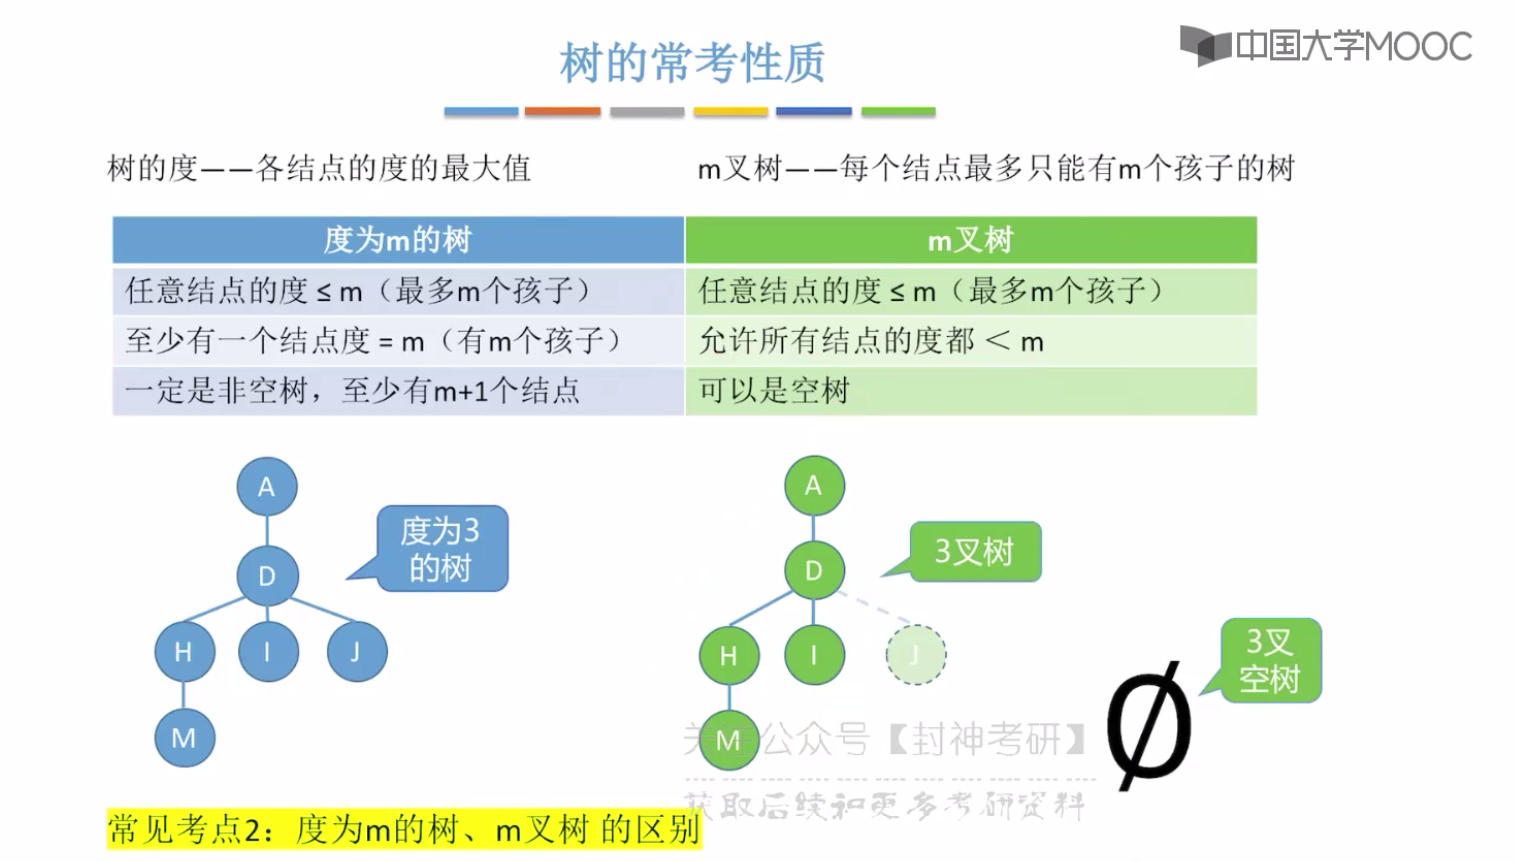 中国大学MOOC
树的常考性质
树的度——各结点的度的最大值
m叉树——每个结点最多只能有m个孩子的树
度为m的树
m叉树
任意结点的度 ≤ m（最多m个孩子）
任意结点的度 ≤ m（最多m个孩子）
至少有一个结点度 = m（有m个孩子）
允许所有结点的度都 < m
一定是非空树，至少有m+1个结点
可以是空树
A
D
H
I
J
M
度为3
的树
A
D
H
I
J
M
3叉树
Ø
3叉
空树
公众号【封神考研】
获取后续和更多考研资料
常见考点2：度为m的树、m叉树 的区别